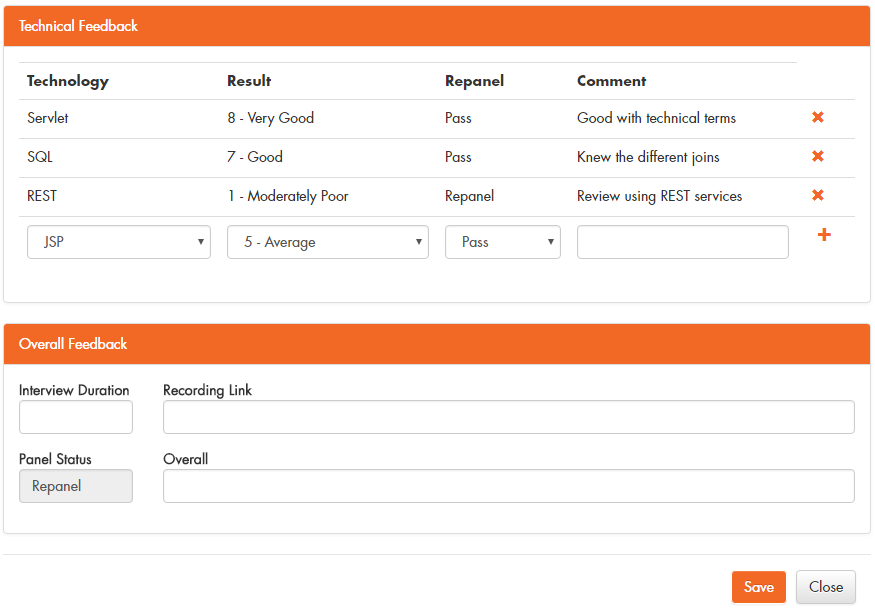 Technical Feedback
Technology Result Repanel Comment
Servlet 8 - Very Good Pass Good with technical terms
SQL 7 - Good Pass Knew the different joins
REST 1 - Moderately Poor Repanel Review using REST services
JSP 5 - Average Pass
Overall Feedback
Interview Duration Recording Link
Panel Status Overall
Repanel
Save Close